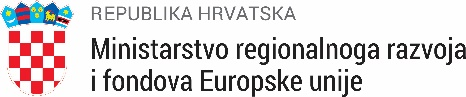 REPUBLIKA HRVATSKA
Ministarstvo regionalnoga razvoja
i fondova Europske unije